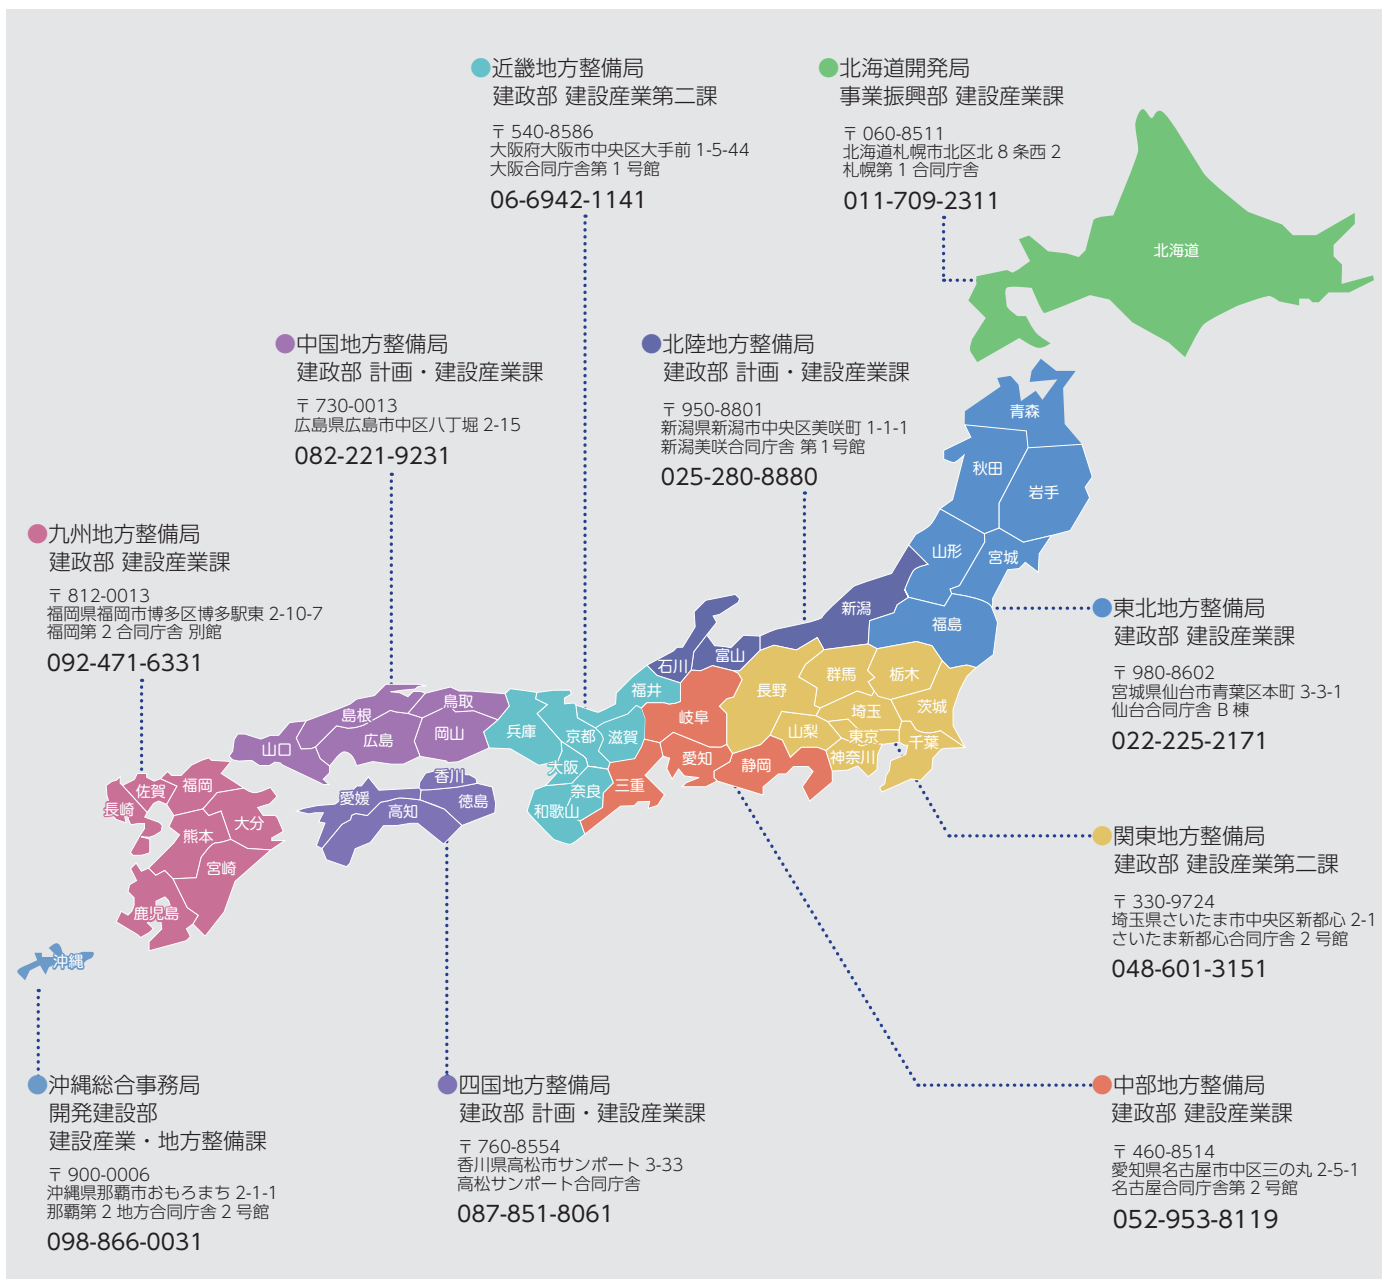 ●近畿地方整備局
建政部 建設産業第二課
〒 540-8586
大阪府大阪市中央区大手前 1-5-44
大阪合同庁舎第 1 号館
06-6942-1141
●北海道開発局
事業振興部 建設産業課
〒 060-8511
北海道札幌市北区北 8 条西 2
札幌第 1 合同庁舎
011-709-2311
●中国地方整備局
建政部 計画・建設産業課
〒 730-0013
広島県広島市中区八丁堀 2-15
082-221-9231
●北陸地方整備局
建政部 計画・建設産業課
〒 950-8801
新潟県新潟市中央区美咲町 1-1-1
新潟美咲合同庁舎 第1号館
025-280-8880
●九州地方整備局
建政部 建設産業課
〒 812-0013
福岡県福岡市博多区博多駅東 2-10-7
福岡第 2 合同庁舎 別館
092-471-6331
●東北地方整備局
建政部 建設産業課
〒 980-8602
宮城県仙台市青葉区本町 3-3-1
仙台合同庁舎 B 棟
022-225-2171
●関東地方整備局
建政部 建設産業第二課
〒 330-9724
埼玉県さいたま市中央区新都心 2-1
さいたま新都心合同庁舎 2 号館
048-601-3151
●沖縄総合事務局
開発建設部
建設産業・地方整備課
〒 900-0006
沖縄県那覇市おもろまち 2-1-1
那覇第 2 地方合同庁舎 2 号館
098-866-0031
●四国地方整備局
建政部 計画・建設産業課
〒 760-8554
香川県高松市サンポート 3-33
高松サンポート合同庁舎
087-851-8061
●中部地方整備局
建政部 建設産業課
〒 460-8514
愛知県名古屋市中区三の丸 2-5-1
名古屋合同庁舎第 2 号館
052-953-8119
北海道
青森
秋田
岩手
山形
宮城
新潟
福島
石川
富山
福井
岐阜
長野
群馬
栃木
茨城
埼玉
山梨
東京
神奈川
千葉
静岡
愛知
三重
滋賀
京都
兵庫
大阪
奈良
和歌山
鳥取
島根
岡山
広島
山口
香川
徳島
愛媛
高知
福岡
佐賀
長崎
大分
熊本
宮崎
鹿児島
沖縄